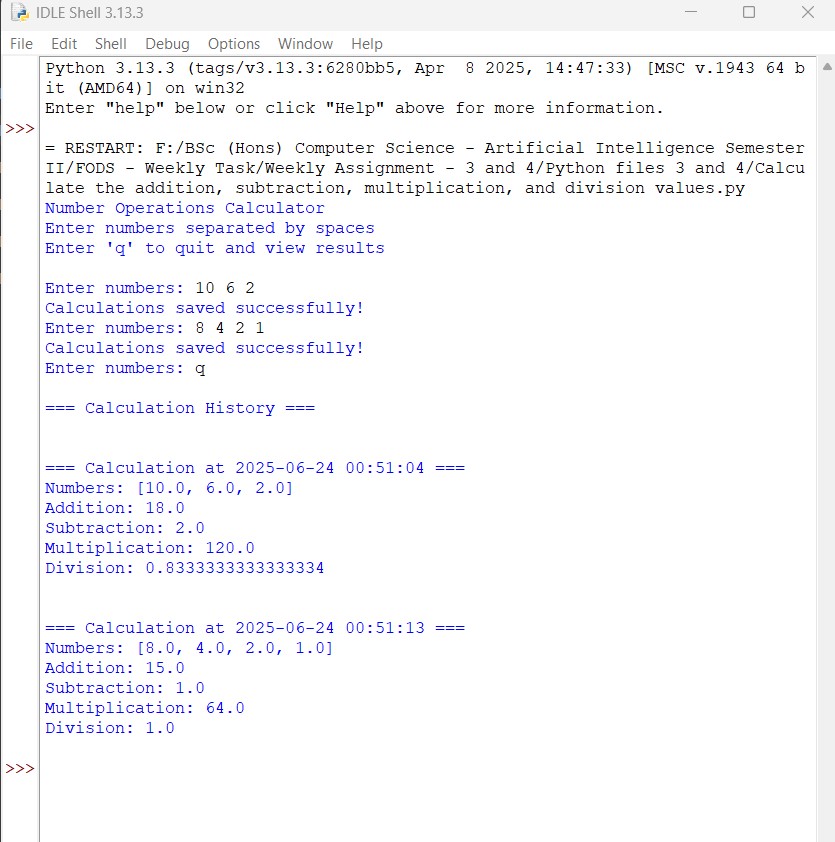 IDLE Shell 3.13.3
File Edit Shell Debug Options Window Help
Python 3.13.3 (tags/v3.13.3:6280bb5, Apr  8 2025, 14:47:33) [MSC v.1943 64 b
it (AMD64)] on win32
Enter "help" below or click "Help" above for more information.
>>>
= RESTART: F:/BSc (Hons) Computer Science - Artificial Intelligence Semester
II/FODS - Weekly Task/Weekly Assignment - 3 and 4/Python files 3 and 4/Calcu
late the addition, subtraction, multiplication, and division values.py
Number Operations Calculator
Enter numbers separated by spaces
Enter 'q' to quit and view results
Enter numbers: 10 6 2
Calculations saved successfully!
Enter numbers: 8 4 2 1
Calculations saved successfully!
Enter numbers: q
=== Calculation History ===
=== Calculation at 2025-06-24 00:51:04 ===
Numbers: [10.0, 6.0, 2.0]
Addition: 18.0
Subtraction: 2.0
Multiplication: 120.0
Division: 0.8333333333333334
=== Calculation at 2025-06-24 00:51:13 ===
Numbers: [8.0, 4.0, 2.0, 1.0]
Addition: 15.0
Subtraction: 1.0
Multiplication: 64.0
Division: 1.0
>>>